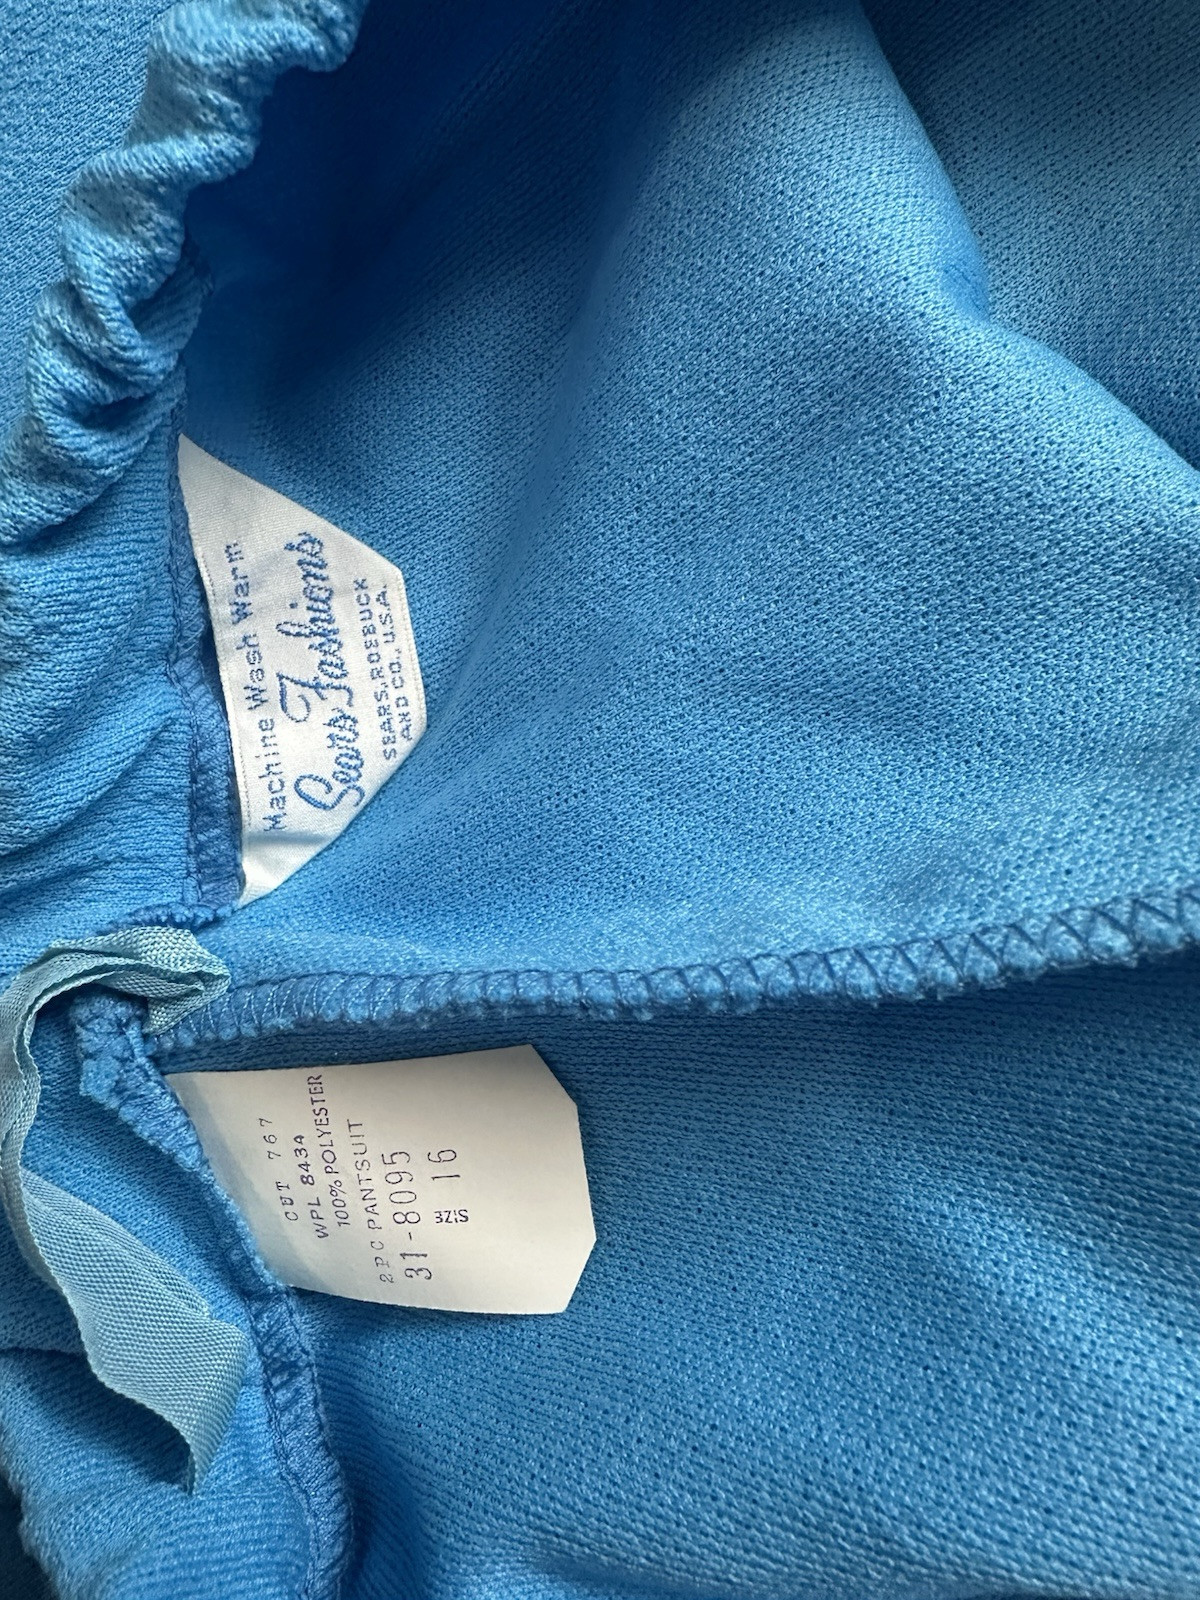 Machine Wash Warm
Sears Fashions
SEARS, ROEBUCK
AND CO., U.S.A.
CUT 767
WPL 8434
100% POLYESTER
2PC PANTSUIT
31-8095
SIZE 16